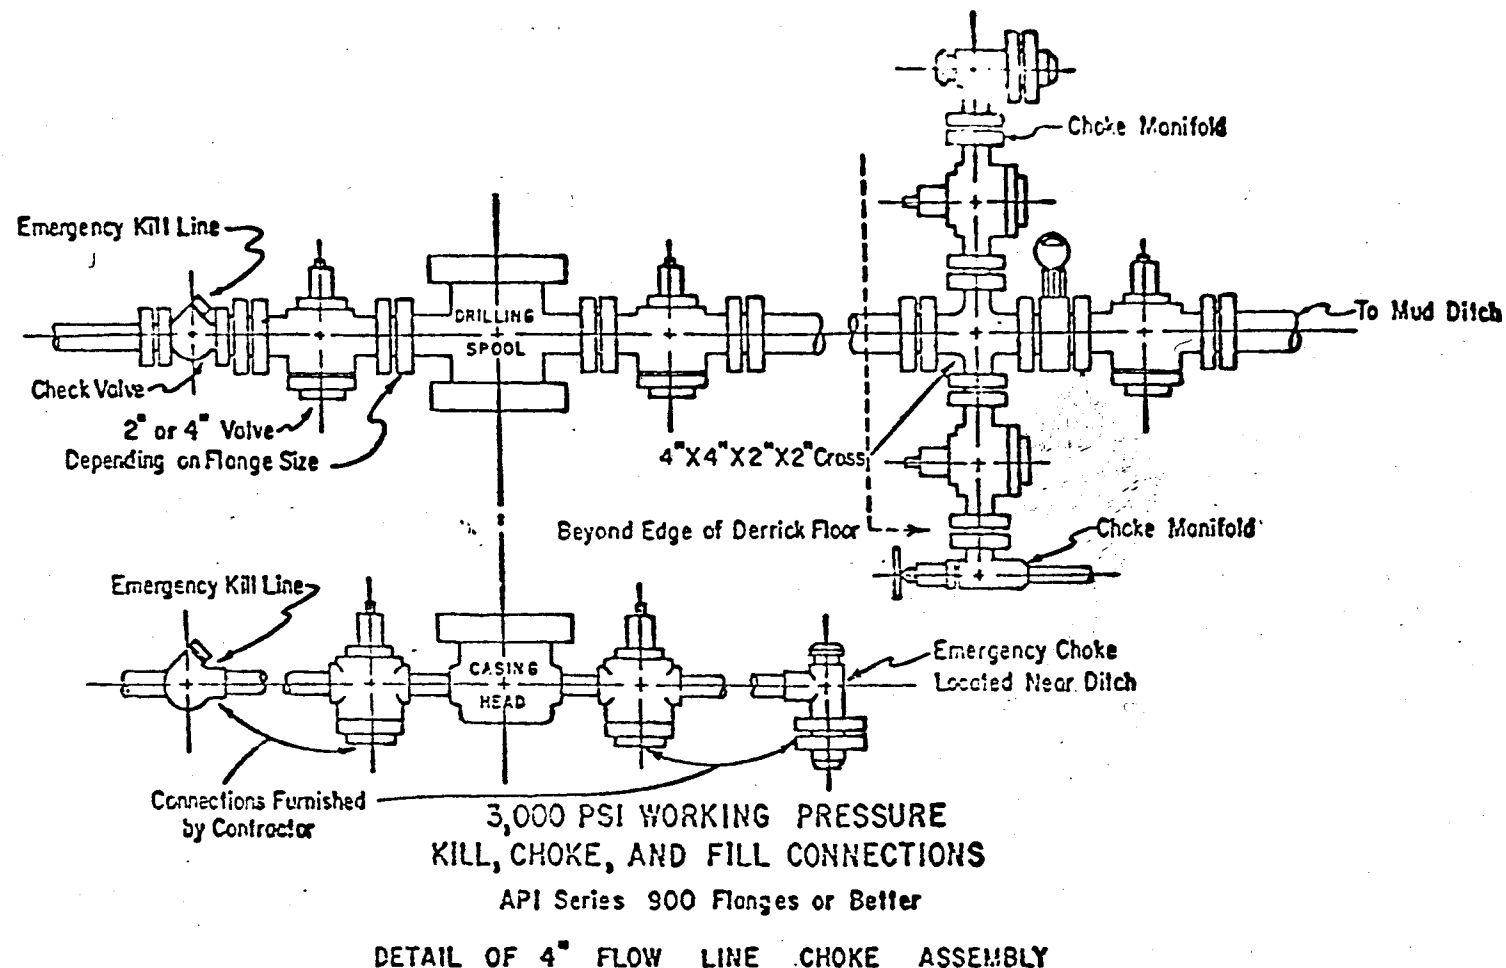 Choke Manifold
Emergency Kill Line
To Mud Ditch
DRILLING
SPOOL
Check Valve
2" or 4" Valve
Depending on Flange Size
4"X4"X2"X2" Cross
Beyond Edge of Derrick Floor
Choke Manifold
Emergency Kill Line
CASING
HEAD
Emergency Choke
Located Near Ditch
Connections Furnished
by Contractor
3,000 PSI WORKING PRESSURE
KILL, CHOKE, AND FILL CONNECTIONS
API Series 900 Flanges or Better
DETAIL OF 4" FLOW LINE CHOKE ASSEMBLY